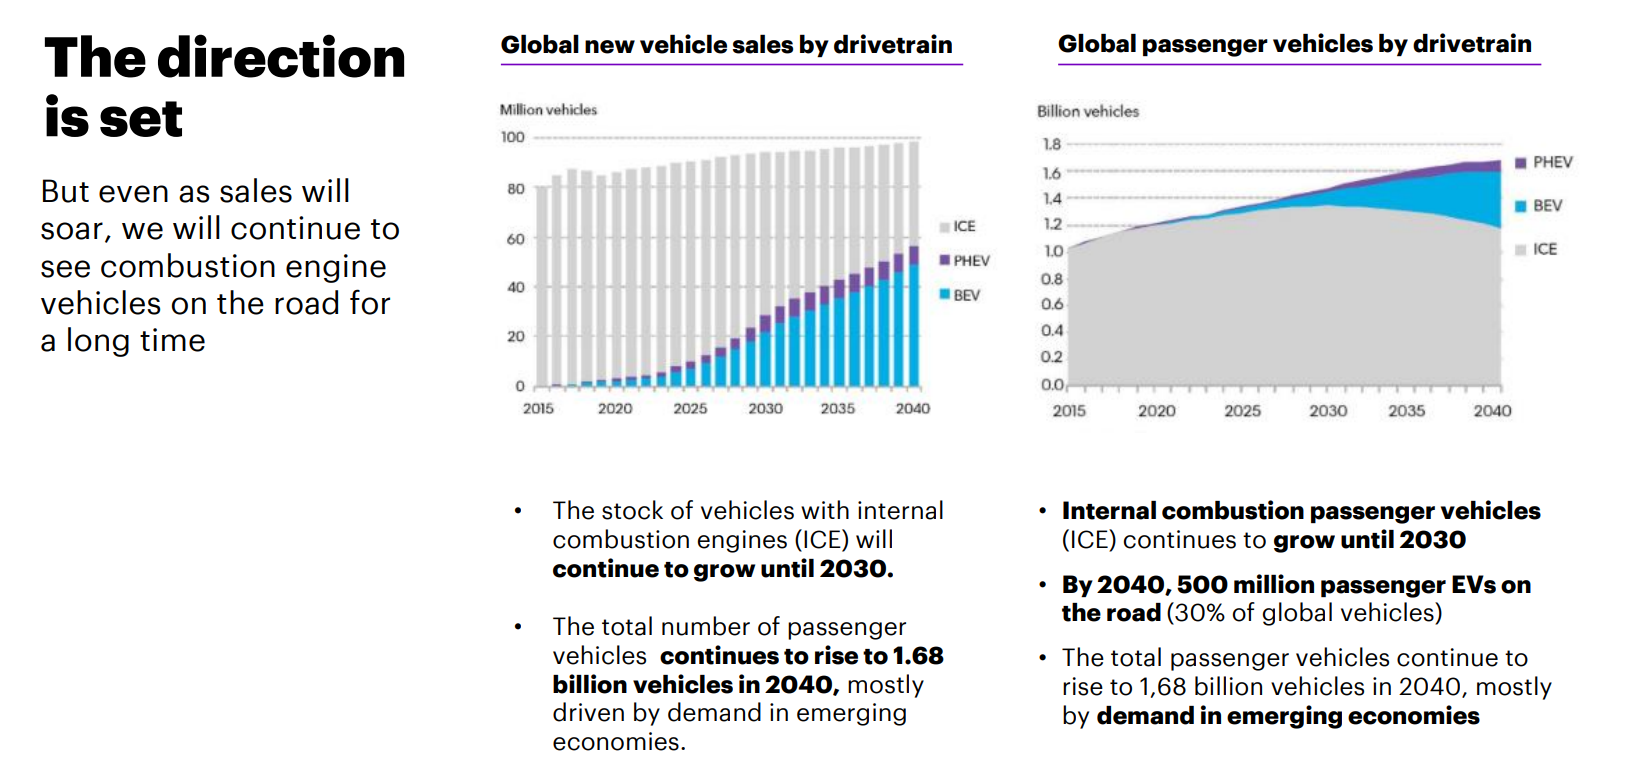 The direction
is set
But even as sales will
soar, we will continue to
see combustion engine
vehicles on the road for
a long time
Global new vehicle sales by drivetrain
Million vehicles
100
80
60
40
20
0
2015
2020
2025
2030
2035
2040
ICE
PHEV
BEV
• The stock of vehicles with internal
combustion engines (ICE) will
continue to grow until 2030.
• The total number of passenger
vehicles continues to rise to 1.68
billion vehicles in 2040, mostly
driven by demand in emerging
economies.
Global passenger vehicles by drivetrain
Billion vehicles
1.8
1.6
1.4
1.2
1.0
0.8
0.6
0.4
0.2
0.0
2015
2020
2025
2030
2035
2040
PHEV
BEV
ICE
• Internal combustion passenger vehicles
(ICE) continues to grow until 2030
• By 2040, 500 million passenger EVs on
the road (30% of global vehicles)
• The total passenger vehicles continue to
rise to 1,68 billion vehicles in 2040, mostly
by demand in emerging economies